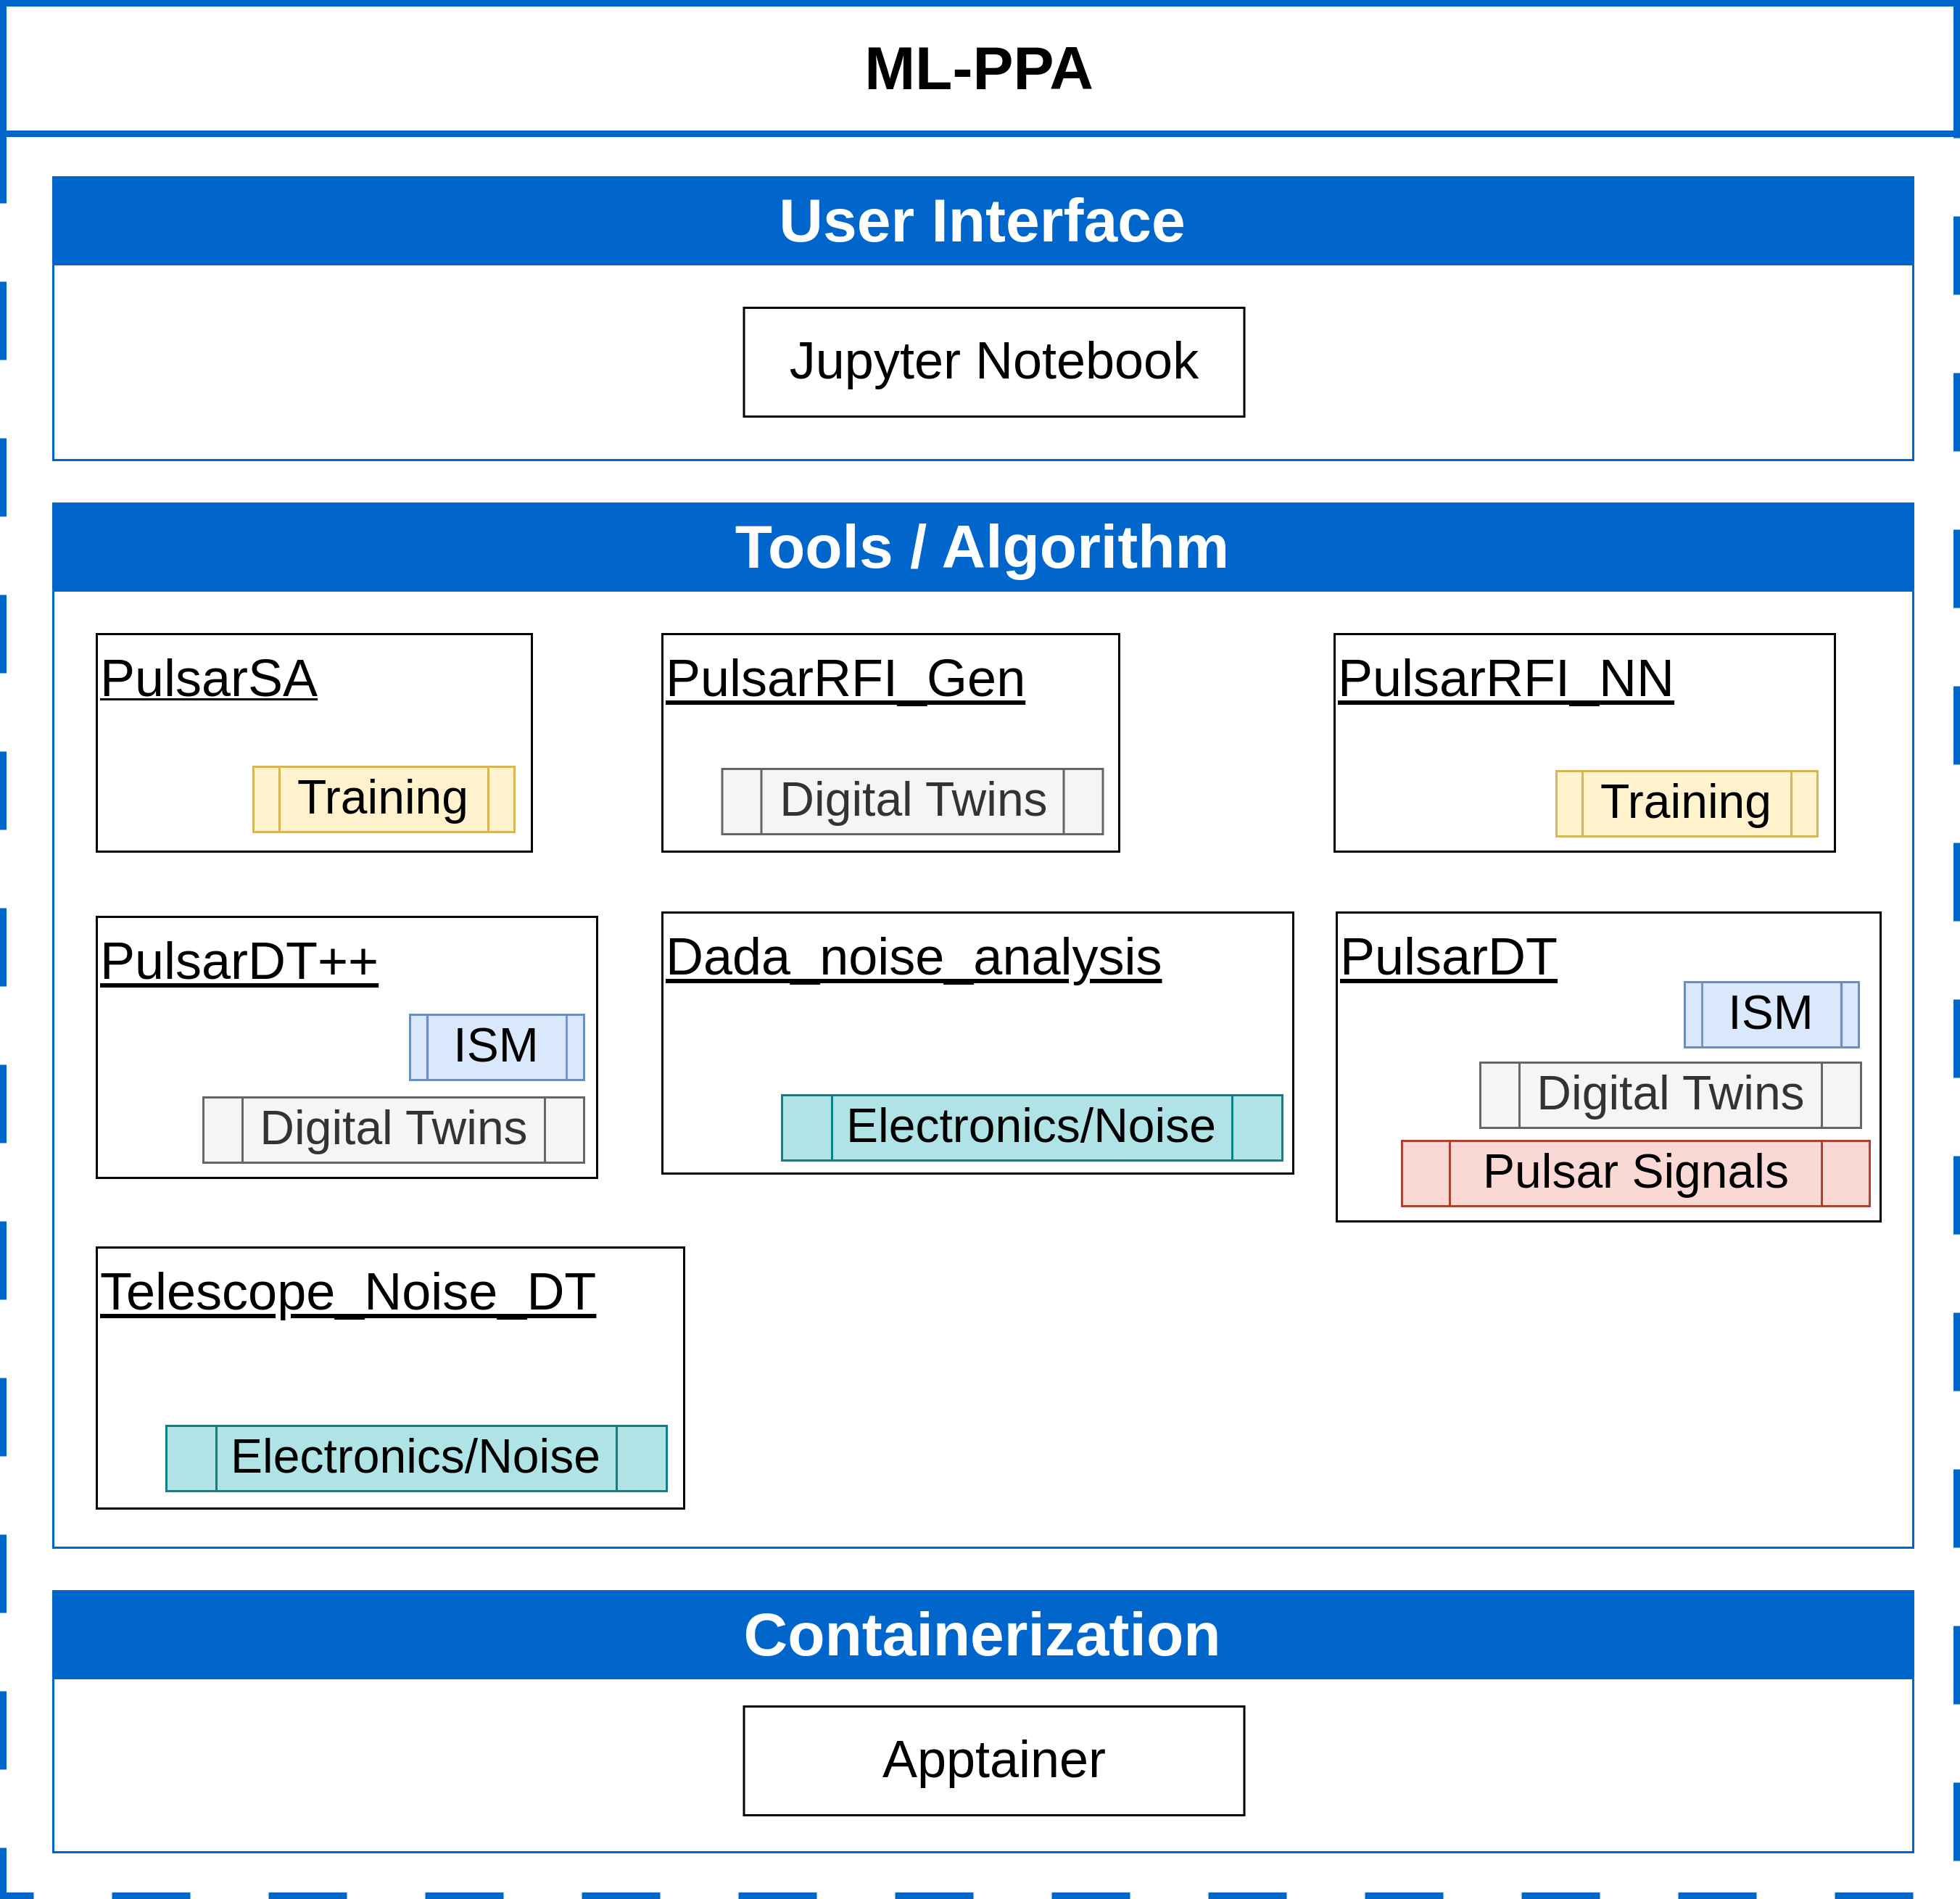 ML-PPA
User Interface
Jupyter Notebook
Tools / Algorithm
PulsarSA
Training
PulsarRFI_Gen
Digital Twins
PulsarRFI_NN
Training
PulsarDT++
ISM
Digital Twins
Dada_noise_analysis
Electronics/Noise
PulsarDT
ISM
Digital Twins
Pulsar Signals
Telescope_Noise_DT
Electronics/Noise
Containerization
Apptainer